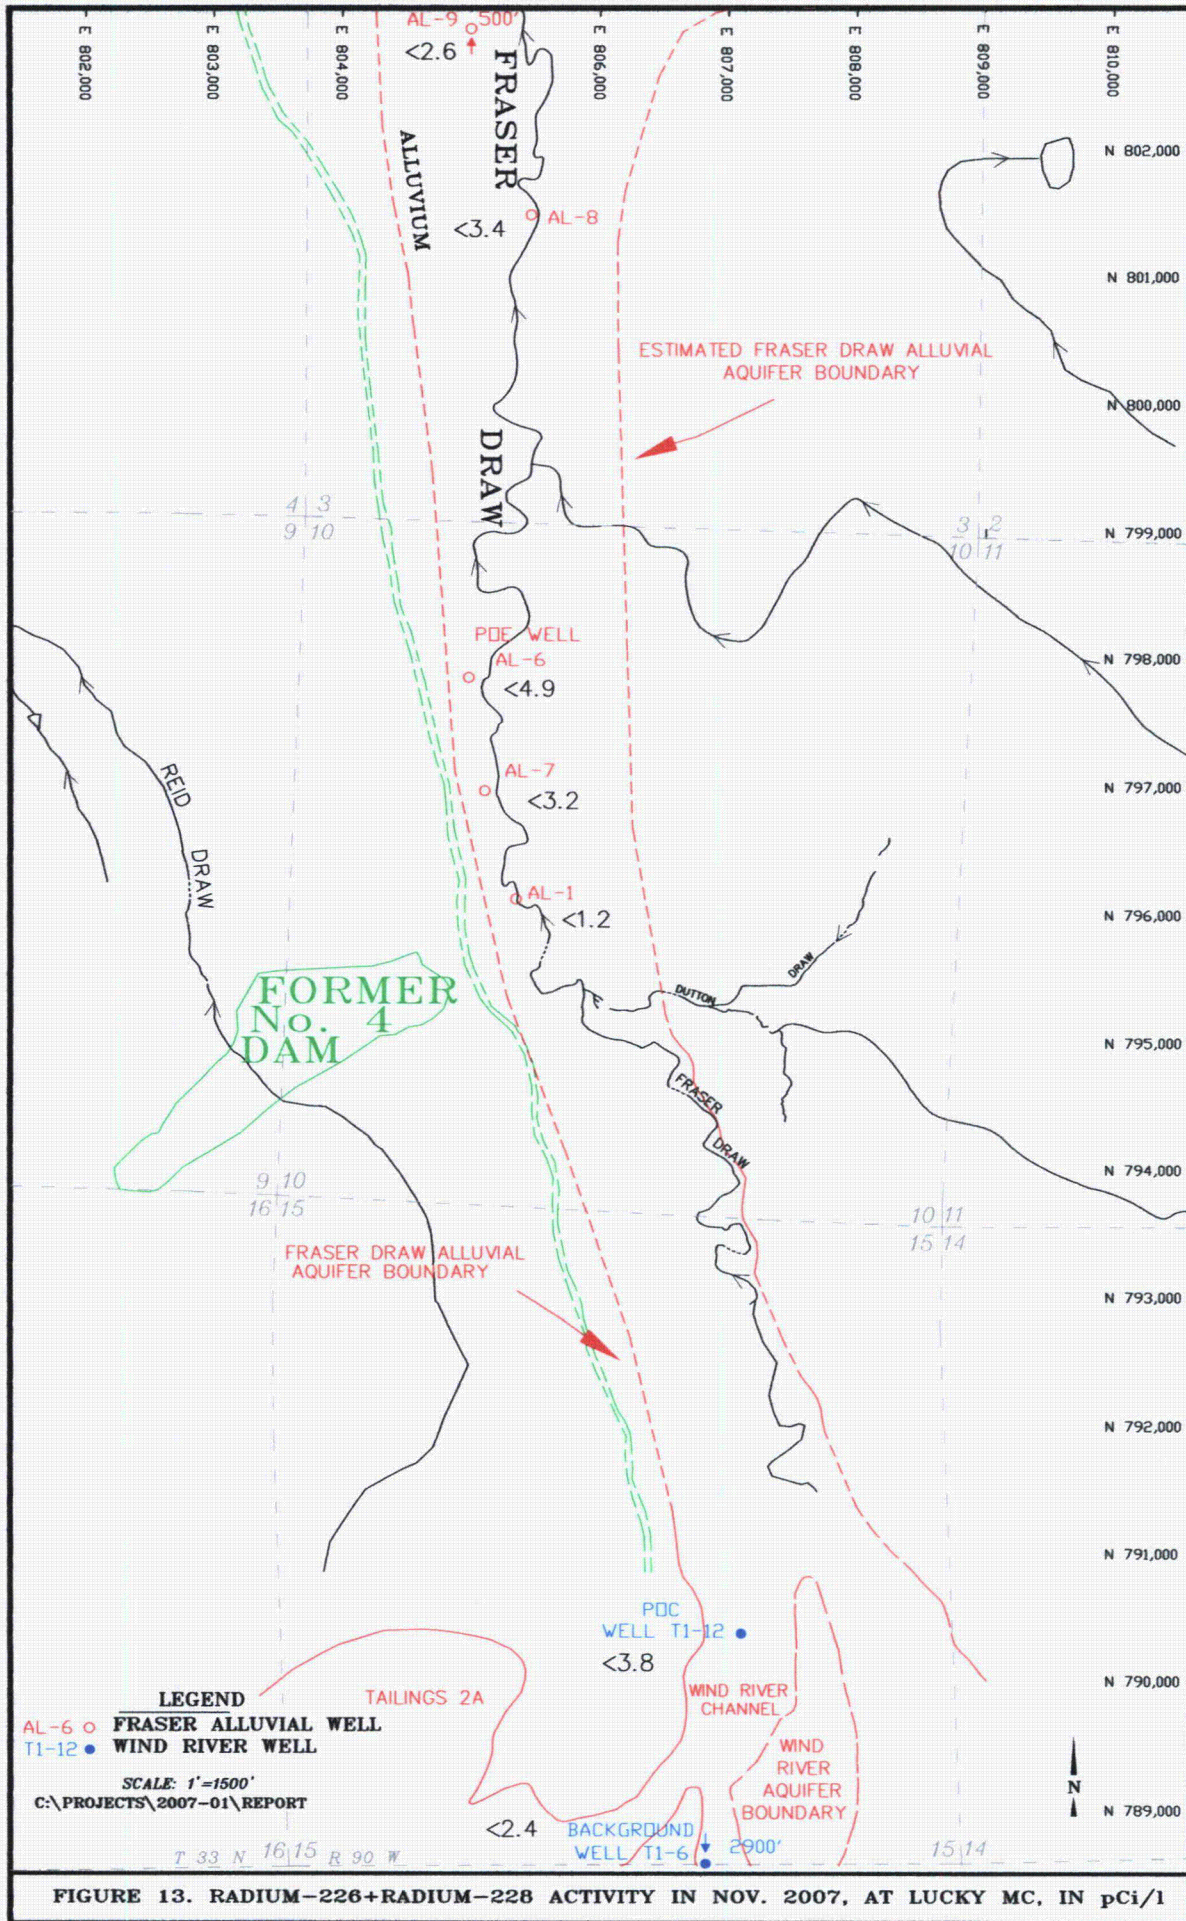 E 802,000
E 803,000
E 804,000
E 806,000
E 807,000
E 808,000
E 809,000
E 810,000
AL-9 500'
<2.6
FRASER
N 802,000
ALLUVIUM
AL-8
<3.4
N 801,000
ESTIMATED FRASER DRAW ALLUVIAL
AQUIFER BOUNDARY
N 800,000
DRAW
4 3
9 10
3 2
10 11
N 799,000
POE WELL
AL-6
<4.9
N 798,000
REID
DRAW
AL-7
<3.2
N 797,000
AL-1
<1.2
N 796,000
DRAW
DUTTON
FORMER
No. 4
DAM
N 795,000
FRASER
DRAW
N 794,000
9 10
16 15
10 11
15 14
FRASER DRAW ALLUVIAL
AQUIFER BOUNDARY
N 793,000
N 792,000
N 791,000
POC
WELL T1-12
<3.8
N 790,000
TAILINGS 2A
WIND RIVER
CHANNEL
WIND
RIVER
AQUIFER
BOUNDARY
LEGEND
AL-6 FRASER ALLUVIAL WELL
T1-12 WIND RIVER WELL
SCALE: 1"=1500'
C:\PROJECTS\2007-01\REPORT
N
N 789,000
<2.4
BACKGROUND
WELL T1-6
2900'
T 33 N
16 15
R 90 W
15 14
FIGURE 13. RADIUM-226+RADIUM-228 ACTIVITY IN NOV. 2007, AT LUCKY MC, IN pCi/l